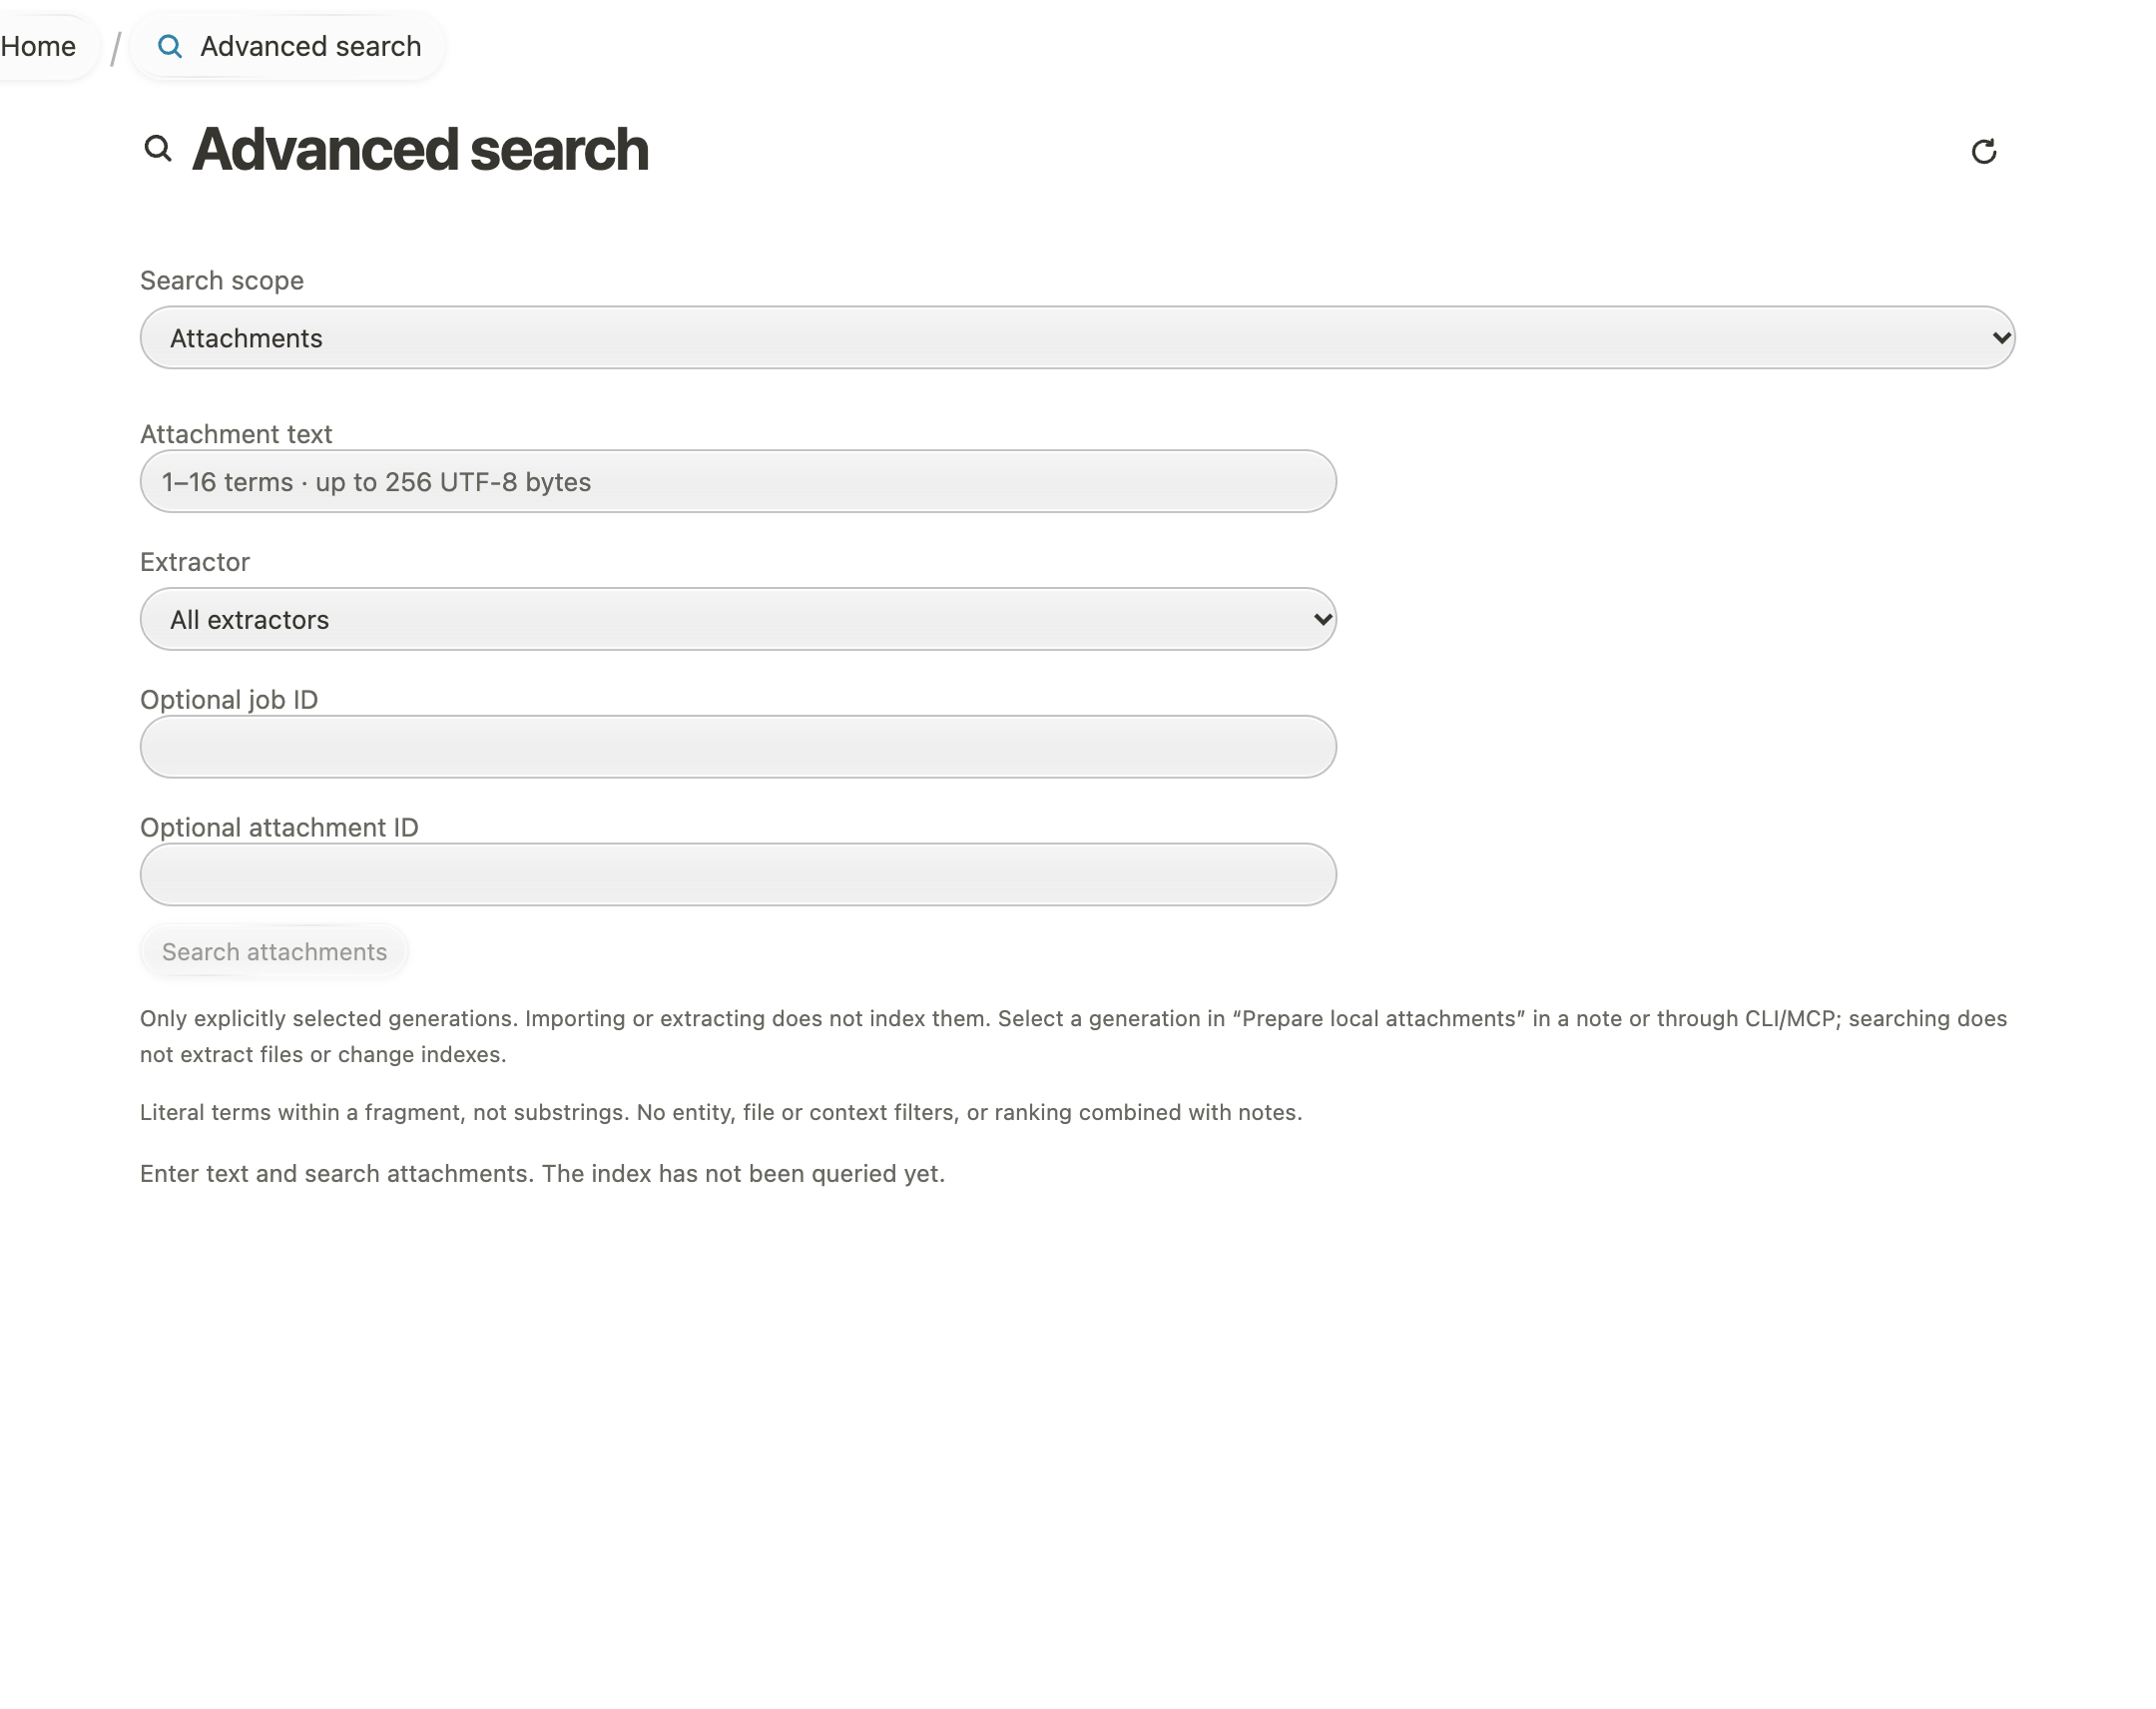 Home / Advanced search
Advanced search
Search scope
Attachments
Attachment text
1–16 terms · up to 256 UTF-8 bytes
Extractor
All extractors
Optional job ID
Optional attachment ID
Search attachments
Only explicitly selected generations. Importing or extracting does not index them. Select a generation in “Prepare local attachments” in a note or through CLI/MCP; searching does
not extract files or change indexes.
Literal terms within a fragment, not substrings. No entity, file or context filters, or ranking combined with notes.
Enter text and search attachments. The index has not been queried yet.